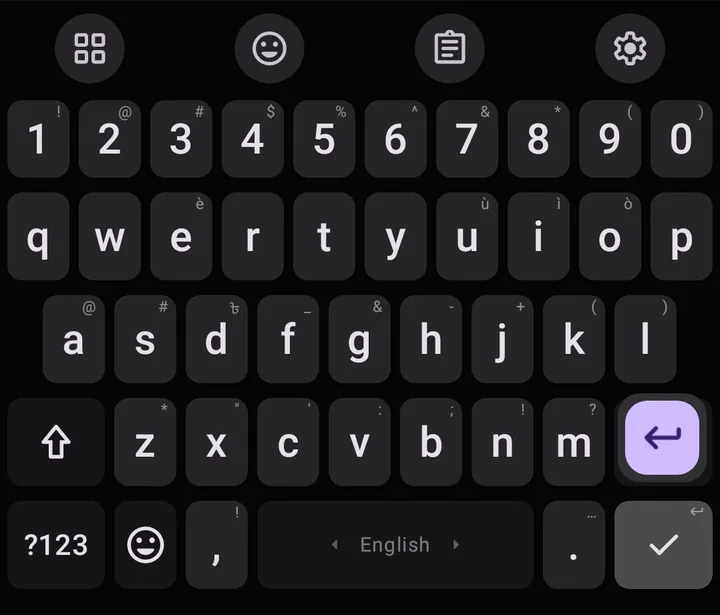 1 ! 2 @ 3 # 4 $ 5 % 6 ^ 7 & 8 * 9 ( 0 )
q w e è r t y u ù i ì o ò p
a @ s # d f _ g & h - j + k ( l )
z * x " c ' v : b ; n ! m ?
?123 , ! English . ...